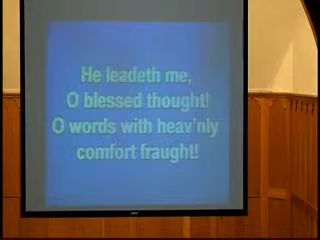 He leadeth me,
O blessed thought!
O words with heav'nly
comfort fraught!